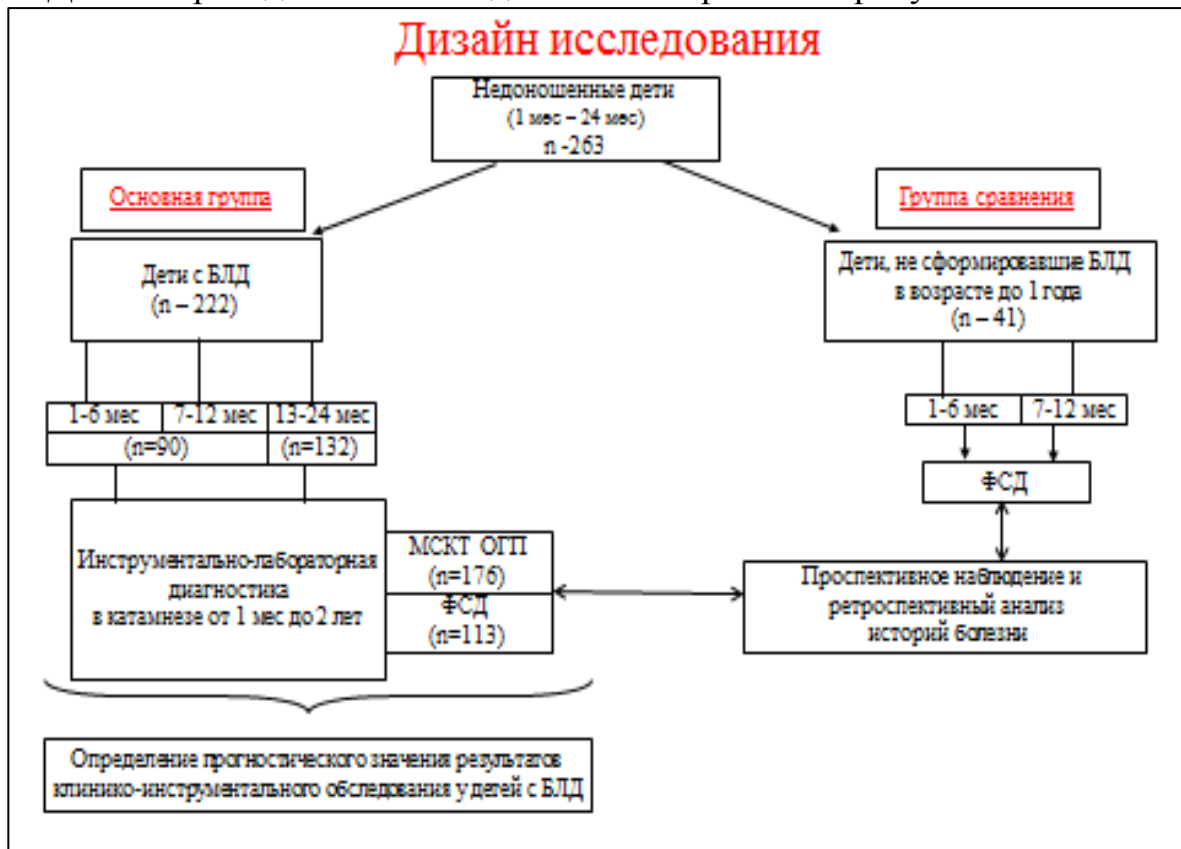 Дизайн исследования
Недоношенные дети
(1 мес – 24 мес)
n -263
Основная группа
Группа сравнения
Дети с БЛД
(n – 222)
Дети, не сформировавшие БЛД
в возрасте до 1 года
(n – 41)
1-6 мес 7-12 мес 13-24 мес
(n=90) (n=132)
1-6 мес 7-12 мес
ФСД
Инструментально-лабораторная
диагностика
в катамнезе от 1 мес до 2 лет
МСКТ ОГП
(n=176)
ФСД
(n=113)
Проспективное наблюдение и
ретроспективный анализ
историй болезни
Определение прогностического значения результатов
клинико-инструментального обследования у детей с БЛД